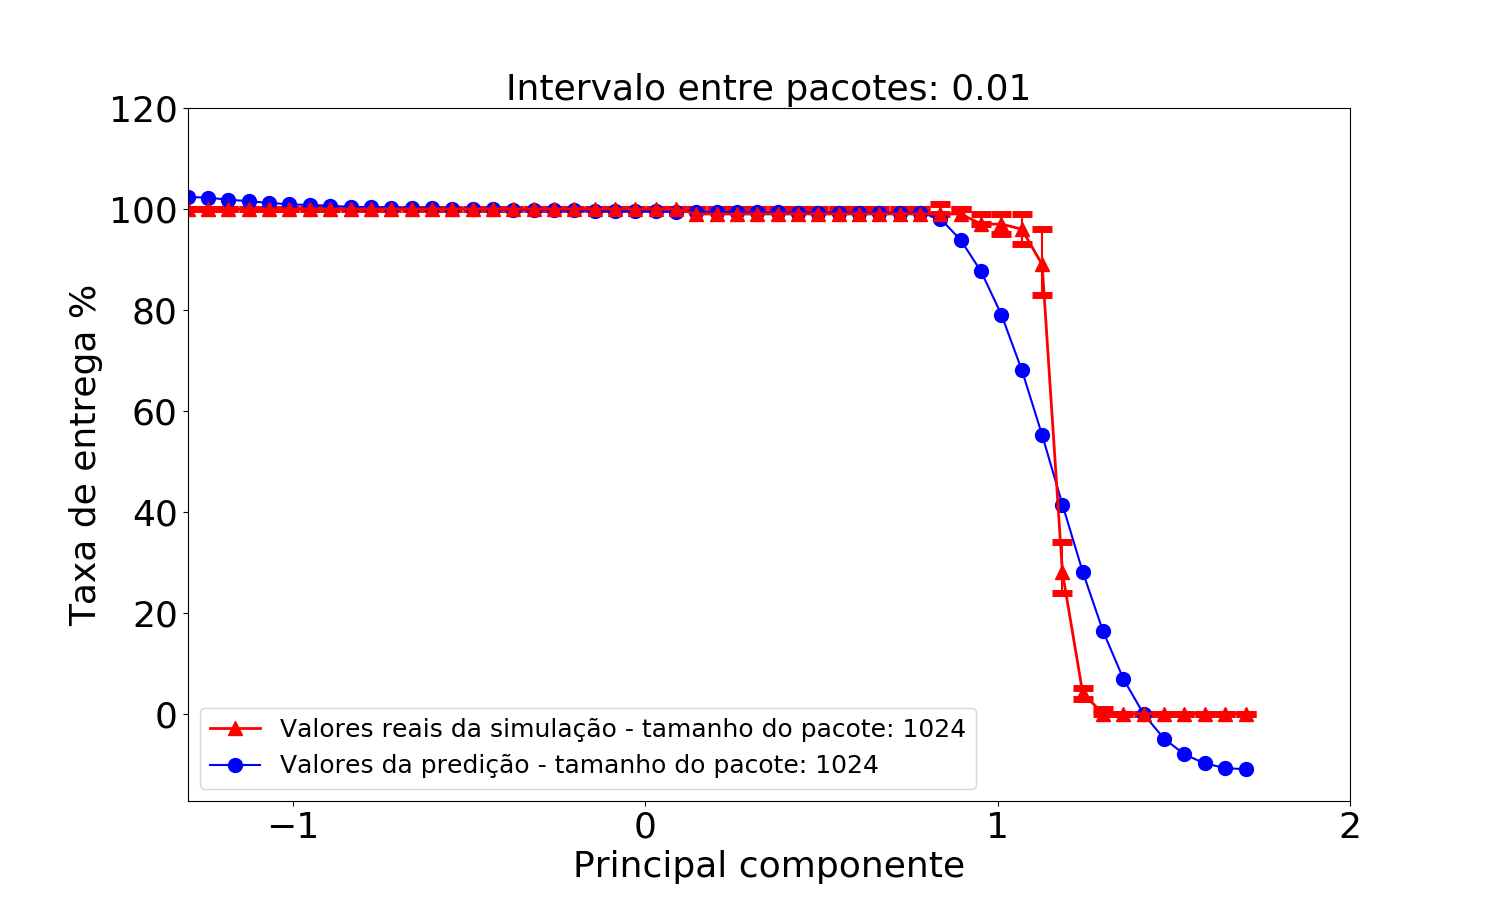 Intervalo entre pacotes: 0.01
120
100
80
60
40
20
0
Taxa de entrega %
Valores reais da simulação - tamanho do pacote: 1024
Valores da predição - tamanho do pacote: 1024
−1 0 1 2
Principal componente